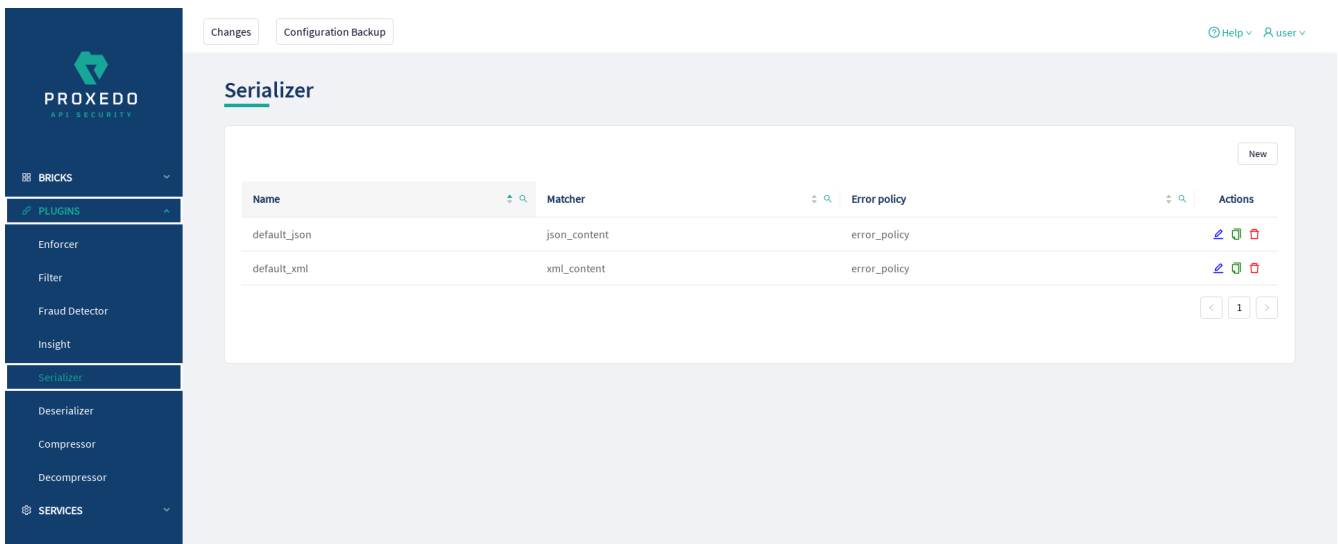 Changes
Configuration Backup
Help
user
PROXEDO
API SECURITY
BRICKS
PLUGINS
Enforcer
Filter
Fraud Detector
Insight
Serializer
Deserializer
Compressor
Decompressor
SERVICES
Serializer
New
Name Matcher Error policy Actions
default_json json_content error_policy
default_xml xml_content error_policy
< 1 >